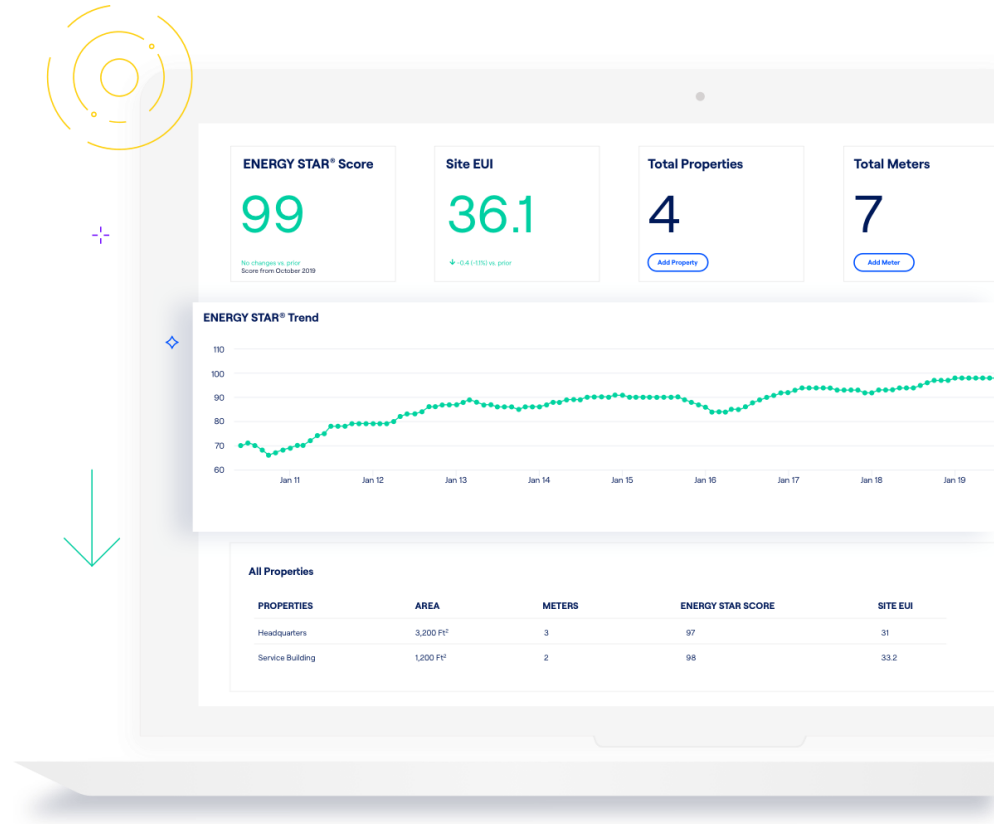 ENERGY STAR® Score
Site EUI
Total Properties
Total Meters
99
36.1
4
7
No changes vs. prior
Score from October 2019
-0.4 (-1.1%) vs. prior
Add Property
Add Meter
ENERGY STAR® Trend
110
100
90
80
70
60
Jan 11 Jan 12 Jan 13 Jan 14 Jan 15 Jan 16 Jan 17 Jan 18 Jan 19
All Properties
PROPERTIES AREA METERS ENERGY STAR SCORE SITE EUI
Headquarters 3,200 Ft² 3 97 31
Service Building 1,200 Ft² 2 98 33.2